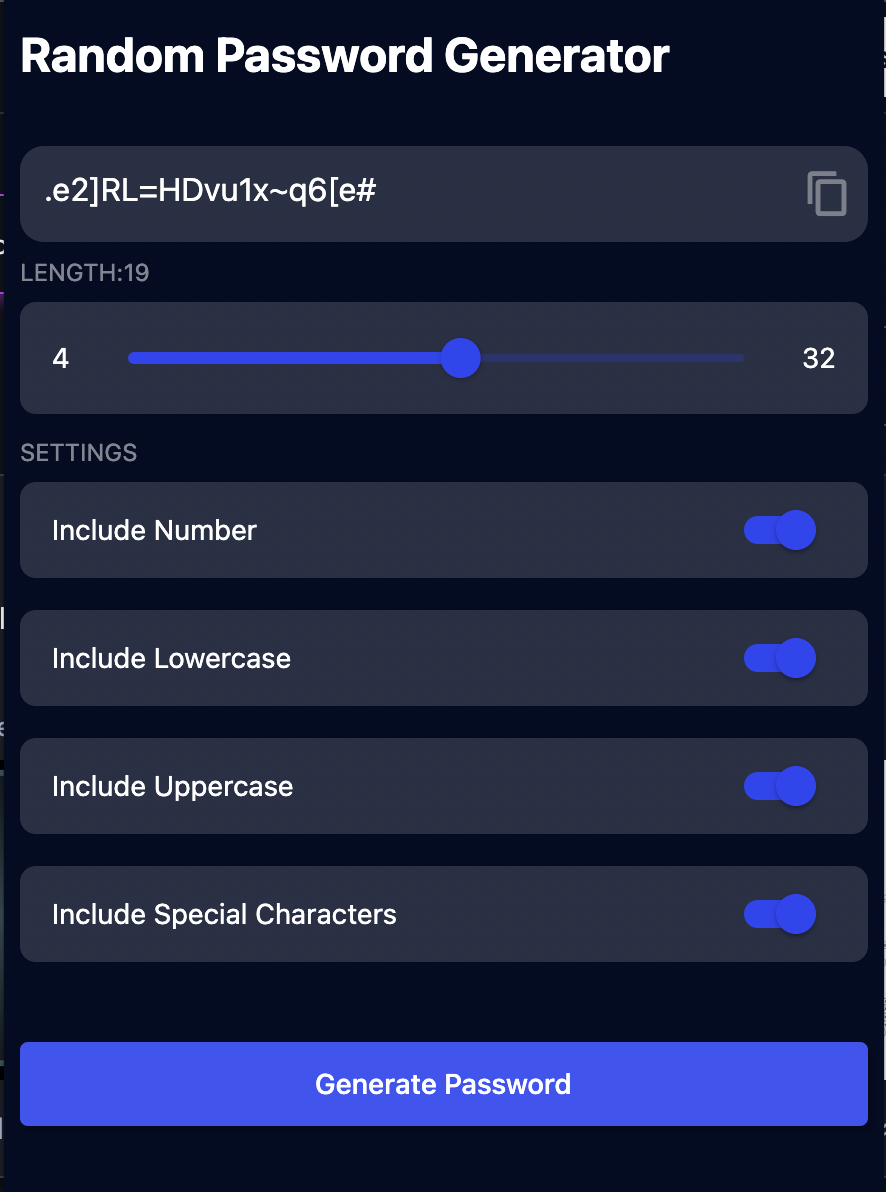 Random Password Generator
.e2]RL=HDvu1x~q6[e#
LENGTH:19
4 32
SETTINGS
Include Number
Include Lowercase
Include Uppercase
Include Special Characters
Generate Password